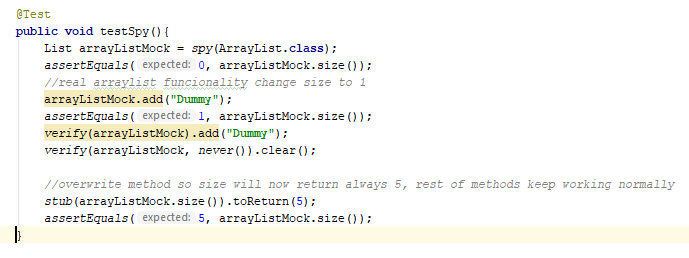 @Test
public void testSpy(){
List arrayListMock = spy(ArrayList.class);
assertEquals( expected: 0, arrayListMock.size());
//real arraylist funcionality change size to 1
arrayListMock.add("Dummy");
assertEquals( expected: 1, arrayListMock.size());
verify(arrayListMock).add("Dummy");
verify(arrayListMock, never()).clear();
//overwrite method so size will now return always 5, rest of methods keep working normally
stub(arrayListMock.size()).toReturn(5);
assertEquals( expected: 5, arrayListMock.size());
}